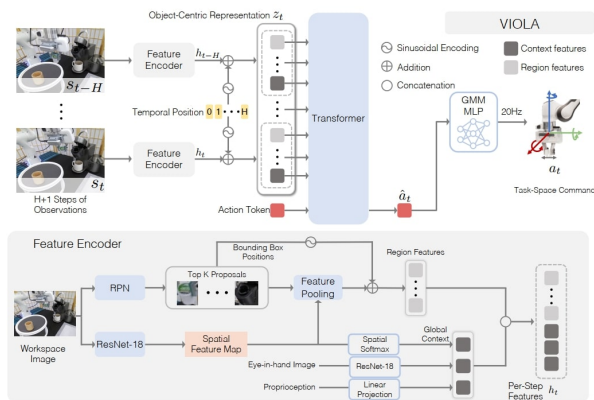 Object-Centric Representation z_t
VIOLA
Feature
Encoder
h_{t-H}
s_{t-H}
Sinusoidal Encoding
Addition
Concatenation
Context features
Region features
Temporal Position 0 1 · · · · H
Transformer
GMM
MLP
20Hz
a_t
Task-Space Command
Feature
Encoder
h_t
s_t
H+1 Steps of
Observations
Action Token
â_t
Feature Encoder
Bounding Box
Positions
Top K Proposals
RPN
Feature
Pooling
Region Features
Workspace
Image
ResNet-18
Spatial
Feature Map
Spatial
Softmax
Global
Context
Eye-in-hand Image
ResNet-18
Proprioception
Linear
Projection
Per-Step
Features h_t